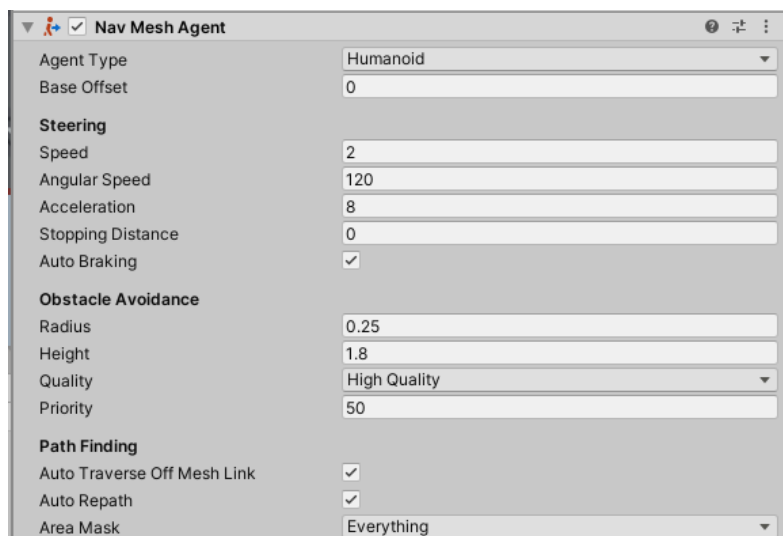 Nav Mesh Agent
Agent Type Humanoid
Base Offset 0
Steering
Speed 2
Angular Speed 120
Acceleration 8
Stopping Distance 0
Auto Braking
Obstacle Avoidance
Radius 0.25
Height 1.8
Quality High Quality
Priority 50
Path Finding
Auto Traverse Off Mesh Link
Auto Repath
Area Mask Everything